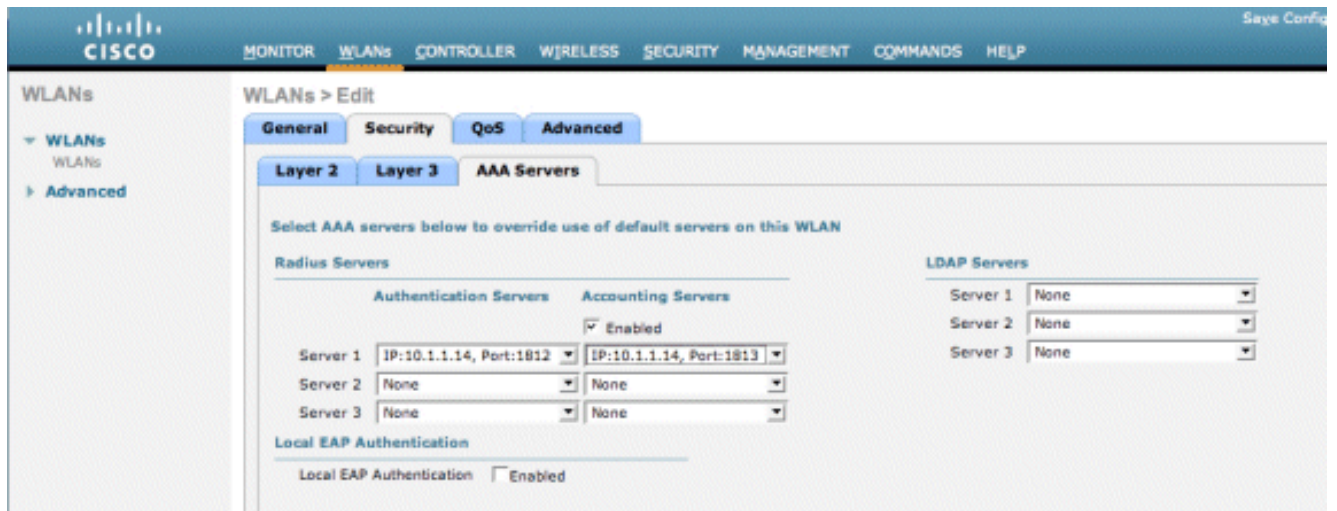 Save Config
CISCO
MONITOR WLANs CONTROLLER WIRELESS SECURITY MANAGEMENT COMMANDS HELP
WLANs
WLANs
WLANs
Advanced
WLANs > Edit
General Security QoS Advanced
Layer 2 Layer 3 AAA Servers
Select AAA servers below to override use of default servers on this WLAN
Radius Servers
Authentication Servers Accounting Servers
Enabled
Server 1 IP:10.1.1.14, Port:1812 IP:10.1.1.14, Port:1813
Server 2 None None
Server 3 None None
Local EAP Authentication
Local EAP Authentication Enabled
LDAP Servers
Server 1 None
Server 2 None
Server 3 None